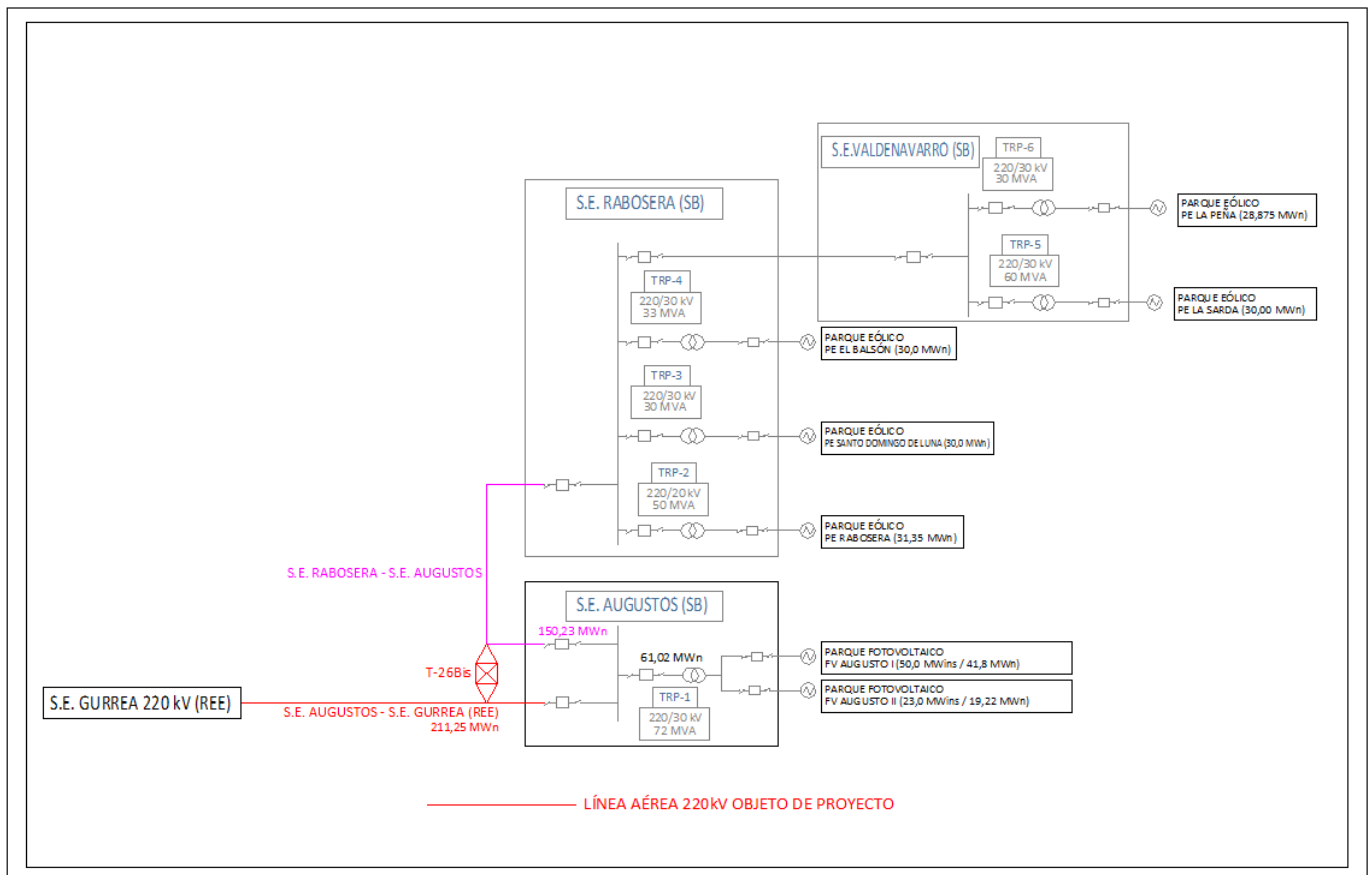 S.E.VALDENAVARRO (SB)
TRP-6
220/30 kV
30 MVA
PARQUE EÓLICO
PE LA PEÑA (28,875 MWn)
TRP-5
220/30 kV
60 MVA
PARQUE EÓLICO
PE LA SARDA (30,00 MWn)
S.E. RABOSERA (SB)
TRP-4
220/30 kV
33 MVA
PARQUE EÓLICO
PE EL BALSÓN (30,0 MWn)
TRP-3
220/30 kV
30 MVA
PARQUE EÓLICO
PE SANTO DOMINGO DE LUNA (30,0 MWn)
TRP-2
220/20 kV
50 MVA
PARQUE EÓLICO
PE RABOSERA (31,35 MWn)
S.E. RABOSERA - S.E. AUGUSTOS
S.E. AUGUSTOS (SB)
150,23 MWn
61,02 MWn
TRP-1
220/30 kV
72 MVA
PARQUE FOTOVOLTAICO
FV AUGUSTO I (50,0 MWins / 41,8 MWn)
PARQUE FOTOVOLTAICO
FV AUGUSTO II (23,0 MWins / 19,22 MWn)
T-26Bis
S.E. GURREA 220 kV (REE)
S.E. AUGUSTOS - S.E. GURREA (REE)
211,25 MWn
LÍNEA AÉREA 220kV OBJETO DE PROYECTO